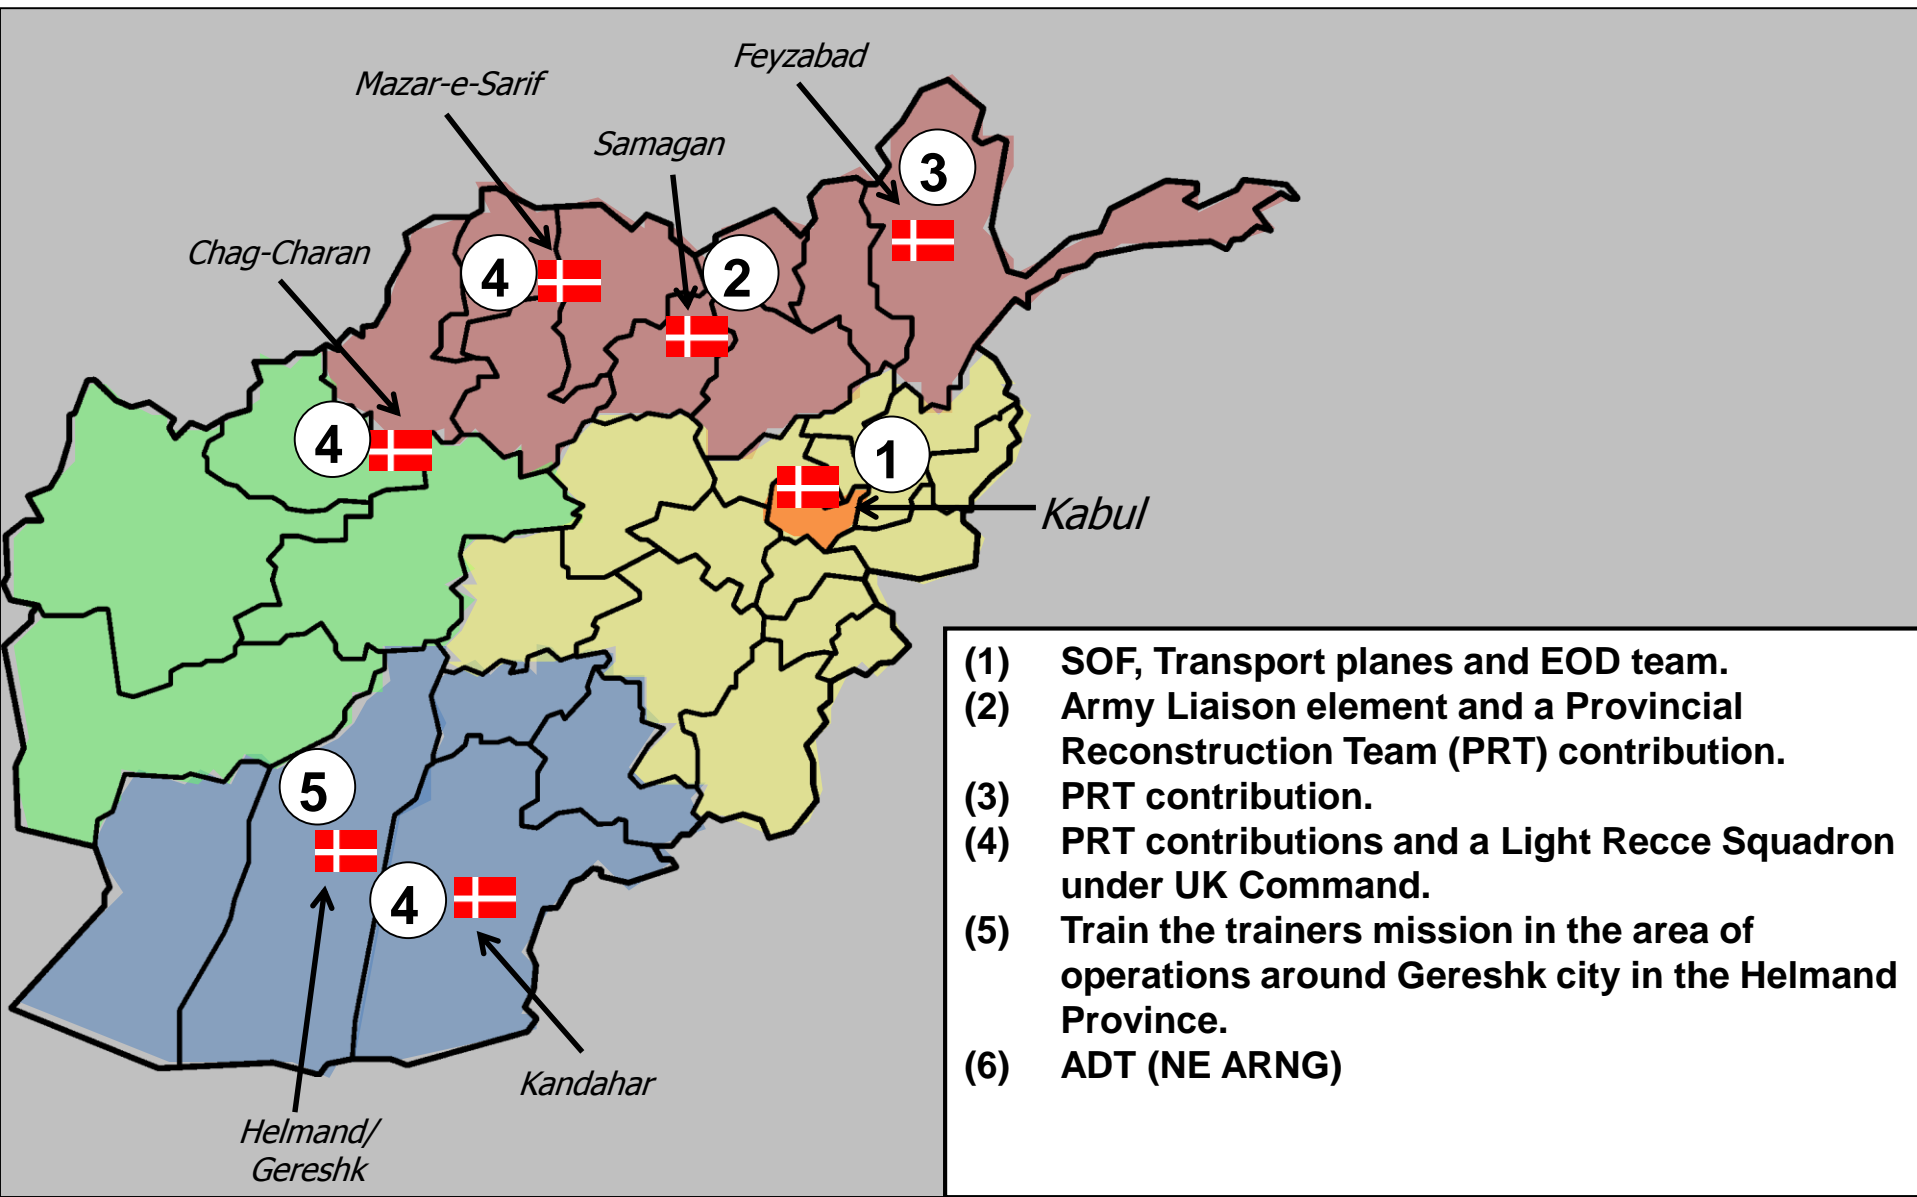 Feyzabad
Mazar-e-Sarif
Samagan
3
Chag-Charan
4
2
4
1
Kabul
5
4
Kandahar
Helmand/
Gereshk
(1) SOF, Transport planes and EOD team.
(2) Army Liaison element and a Provincial
Reconstruction Team (PRT) contribution.
(3) PRT contribution.
(4) PRT contributions and a Light Recce Squadron
under UK Command.
(5) Train the trainers mission in the area of
operations around Gereshk city in the Helmand
Province.
(6) ADT (NE ARNG)